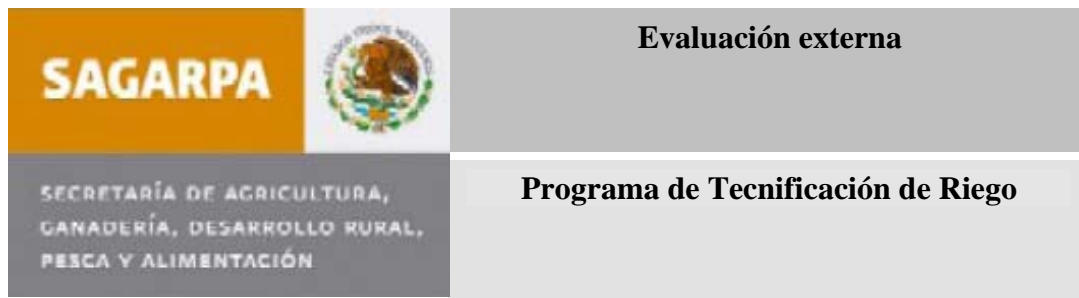 SAGARPA
SECRETARÍA DE AGRICULTURA,
GANADERÍA, DESARROLLO RURAL,
PESCA Y ALIMENTACIÓN
Evaluación externa
Programa de Tecnificación de Riego